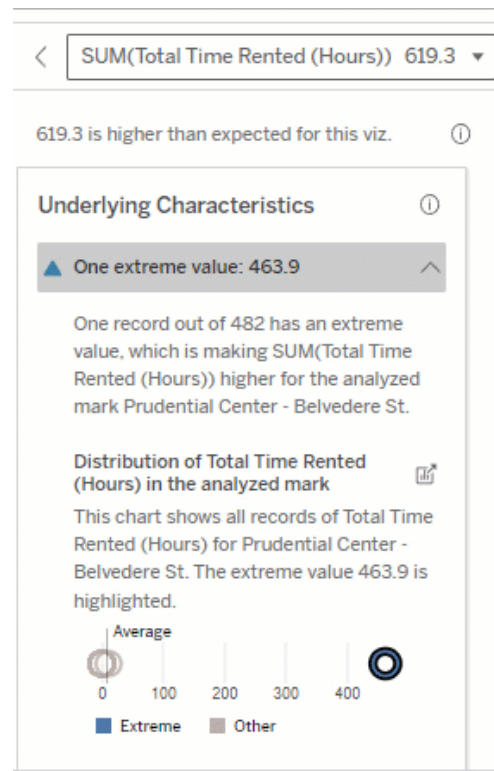 SUM(Total Time Rented (Hours)) 619.3
619.3 is higher than expected for this viz.
Underlying Characteristics
One extreme value: 463.9
One record out of 482 has an extreme
value, which is making SUM(Total Time
Rented (Hours)) higher for the analyzed
mark Prudential Center - Belvedere St.
Distribution of Total Time Rented
(Hours) in the analyzed mark
This chart shows all records of Total Time
Rented (Hours) for Prudential Center -
Belvedere St. The extreme value 463.9 is
highlighted.
Average
0 100 200 300 400
Extreme Other